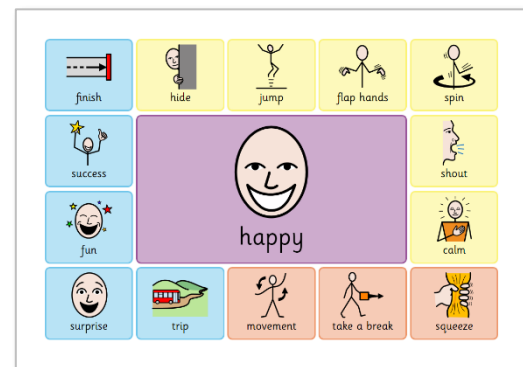 finish
hide
jump
flap hands
spin
success
shout
happy
fun
calm
surprise
trip
movement
take a break
squeeze